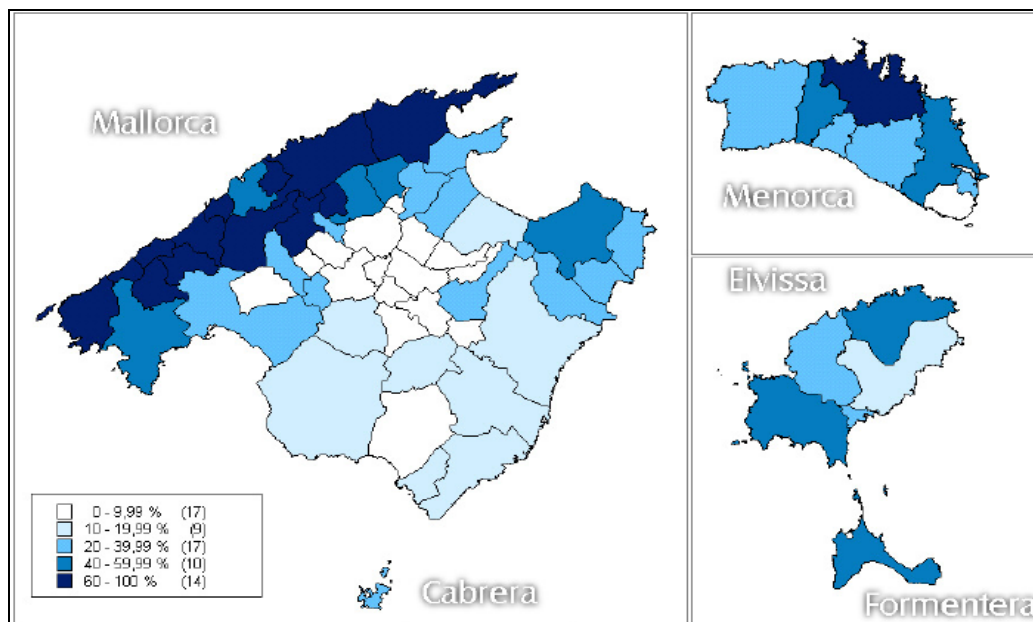 Mallorca
Menorca
Eivissa
0 - 9,99 % (17)
10 - 19,99 % (9)
20 - 39,99 % (17)
40 - 59,99 % (10)
60 - 100 % (14)
Cabrera
Formentera